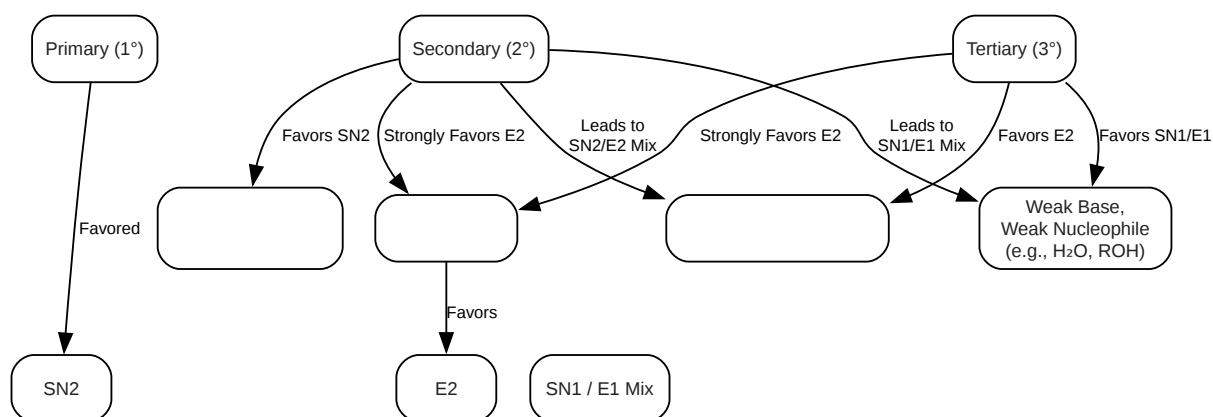 Primary (1°)
Secondary (2°)
Tertiary (3°)
Favors SN2
Strongly Favors E2
Leads to
SN2/E2 Mix
Strongly Favors E2
Leads to
SN1/E1 Mix
Favors E2
Favors SN1/E1
Favored
Weak Base,
Weak Nucleophile
(e.g., H₂O, ROH)
Favors
SN2
E2
SN1 / E1 Mix